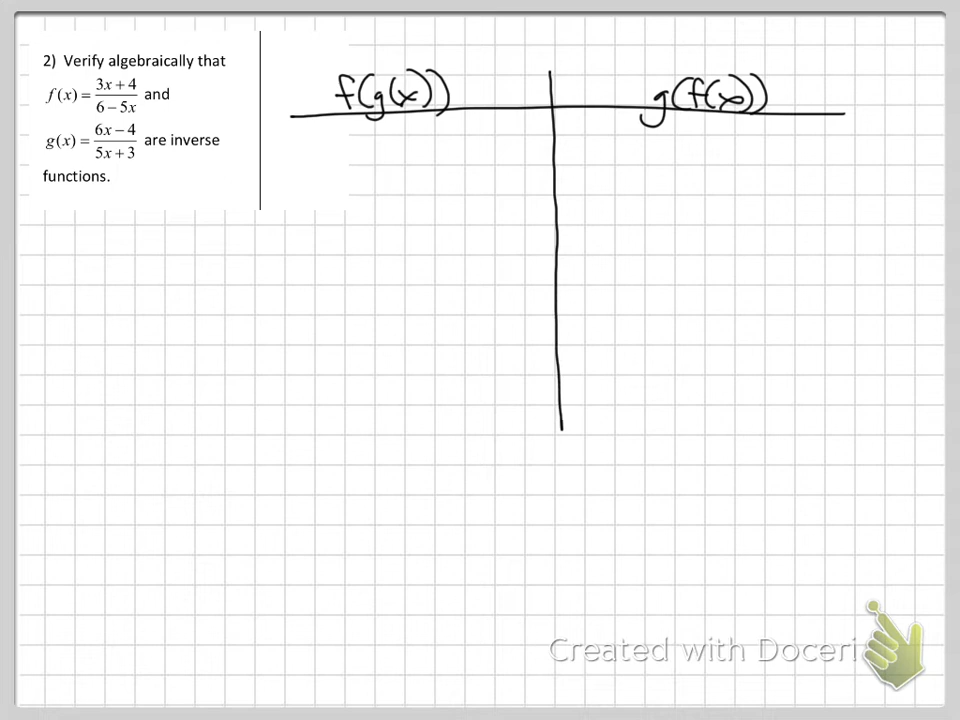 2) Verify algebraically that
f(x) = (3x + 4)/(6 − 5x) and
g(x) = (6x − 4)/(5x + 3) are inverse
functions.
f(g(x)) g(f(x))
Created with Doceri